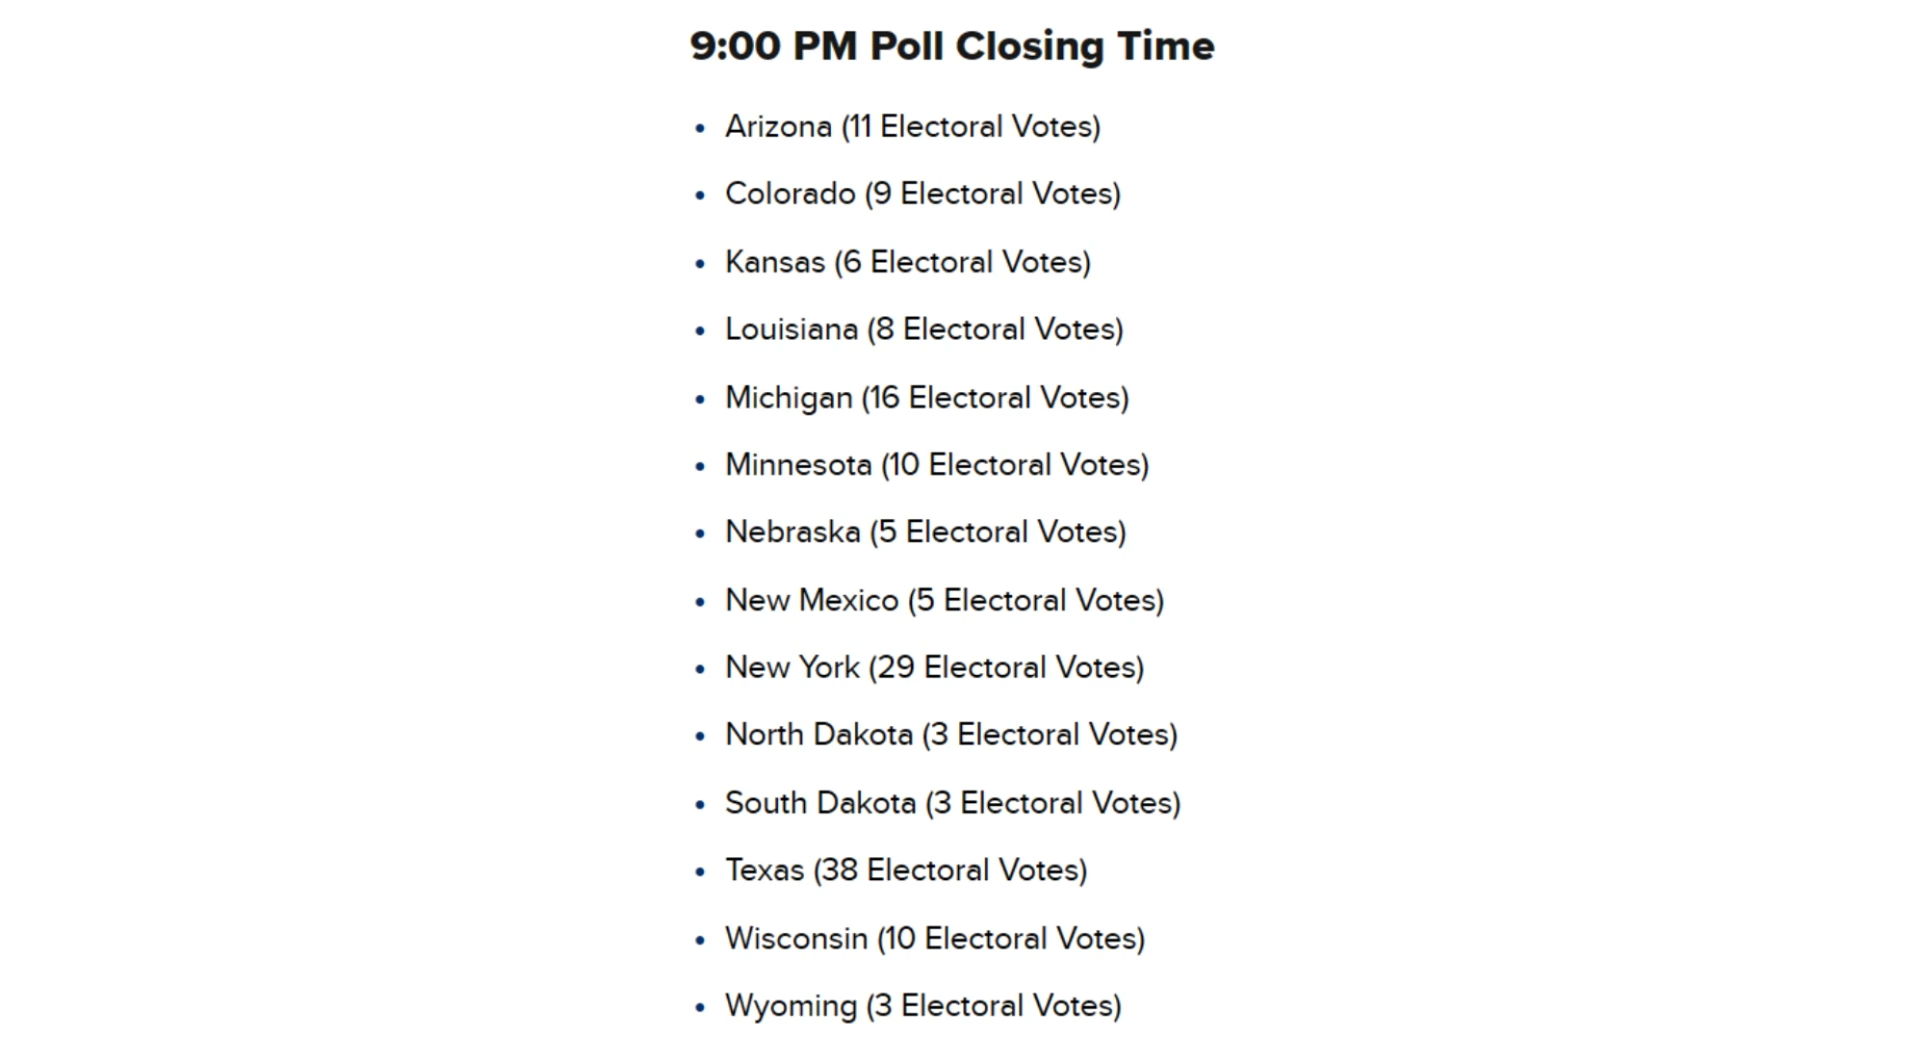 9:00 PM Poll Closing Time
• Arizona (11 Electoral Votes)
• Colorado (9 Electoral Votes)
• Kansas (6 Electoral Votes)
• Louisiana (8 Electoral Votes)
• Michigan (16 Electoral Votes)
• Minnesota (10 Electoral Votes)
• Nebraska (5 Electoral Votes)
• New Mexico (5 Electoral Votes)
• New York (29 Electoral Votes)
• North Dakota (3 Electoral Votes)
• South Dakota (3 Electoral Votes)
• Texas (38 Electoral Votes)
• Wisconsin (10 Electoral Votes)
• Wyoming (3 Electoral Votes)